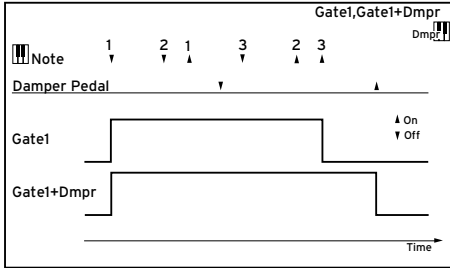 Gate1,Gate1+Dmpr
Dmpr
1 2 1 3 2 3
Note
Damper Pedal
On
Off
Gate1
Gate1+Dmpr
Time